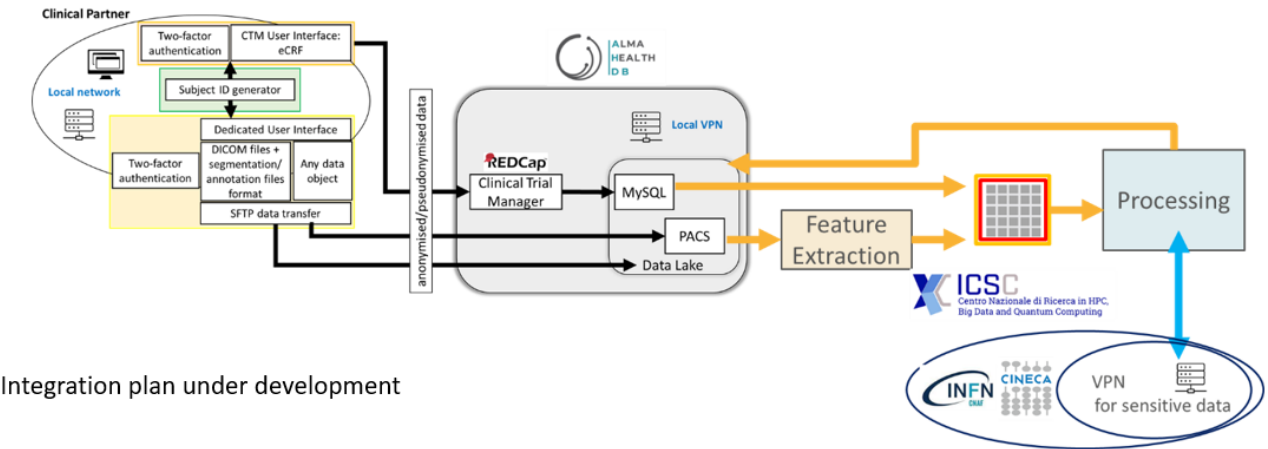 Clinical Partner
Two-factor
authentication
CTM User Interface:
eCRF
Local network
Subject ID generator
Dedicated User Interface
Two-factor
authentication
DICOM files +
segmentation/
annotation files
format
Any data
object
SFTP data transfer
anonymised/pseudonymised data
ALMA
HEALTH
DB
Local VPN
REDCap
Clinical Trial
Manager
MySQL
PACS
Data Lake
Feature
Extraction
Processing
ICSC
Centro Nazionale di Ricerca in HPC,
Big Data and Quantum Computing
INFN
CNAF
CINECA
VPN
for sensitive data
Integration plan under development